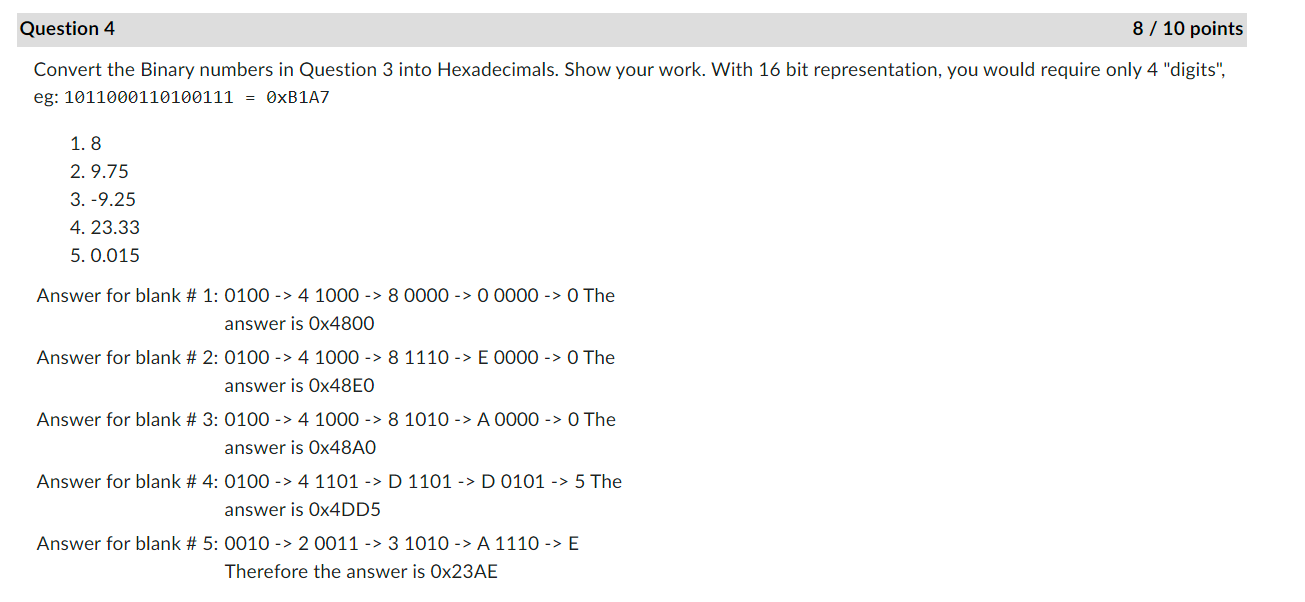 Question 4 8 / 10 points
Convert the Binary numbers in Question 3 into Hexadecimals. Show your work. With 16 bit representation, you would require only 4 "digits",
eg: 1011000110100111 = 0xB1A7
1. 8
2. 9.75
3. -9.25
4. 23.33
5. 0.015
Answer for blank # 1: 0100 -> 4 1000 -> 8 0000 -> 0 0000 -> 0 The
answer is 0x4800
Answer for blank # 2: 0100 -> 4 1000 -> 8 1110 -> E 0000 -> 0 The
answer is 0x48E0
Answer for blank # 3: 0100 -> 4 1000 -> 8 1010 -> A 0000 -> 0 The
answer is 0x48A0
Answer for blank # 4: 0100 -> 4 1101 -> D 1101 -> D 0101 -> 5 The
answer is 0x4DD5
Answer for blank # 5: 0010 -> 2 0011 -> 3 1010 -> A 1110 -> E
Therefore the answer is 0x23AE